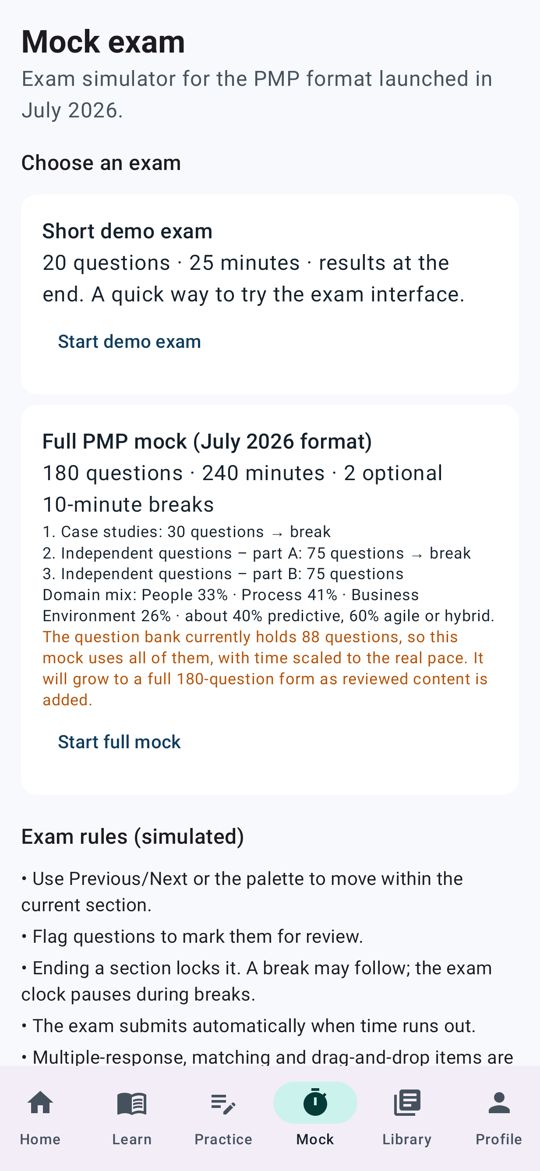 Mock exam
Exam simulator for the PMP format launched in
July 2026.
Choose an exam
Short demo exam
20 questions · 25 minutes · results at the
end. A quick way to try the exam interface.
Start demo exam
Full PMP mock (July 2026 format)
180 questions · 240 minutes · 2 optional
10-minute breaks
1. Case studies: 30 questions → break
2. Independent questions – part A: 75 questions → break
3. Independent questions – part B: 75 questions
Domain mix: People 33% · Process 41% · Business
Environment 26% · about 40% predictive, 60% agile or hybrid.
The question bank currently holds 88 questions, so this
mock uses all of them, with time scaled to the real pace. It
will grow to a full 180-question form as reviewed content is
added.
Start full mock
Exam rules (simulated)
• Use Previous/Next or the palette to move within the
current section.
• Flag questions to mark them for review.
• Ending a section locks it. A break may follow; the exam
clock pauses during breaks.
• The exam submits automatically when time runs out.
• Multiple-response, matching and drag-and-drop items are
Home Learn Practice Mock Library Profile